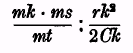 mk · ms / mt : rk² / 2Ck